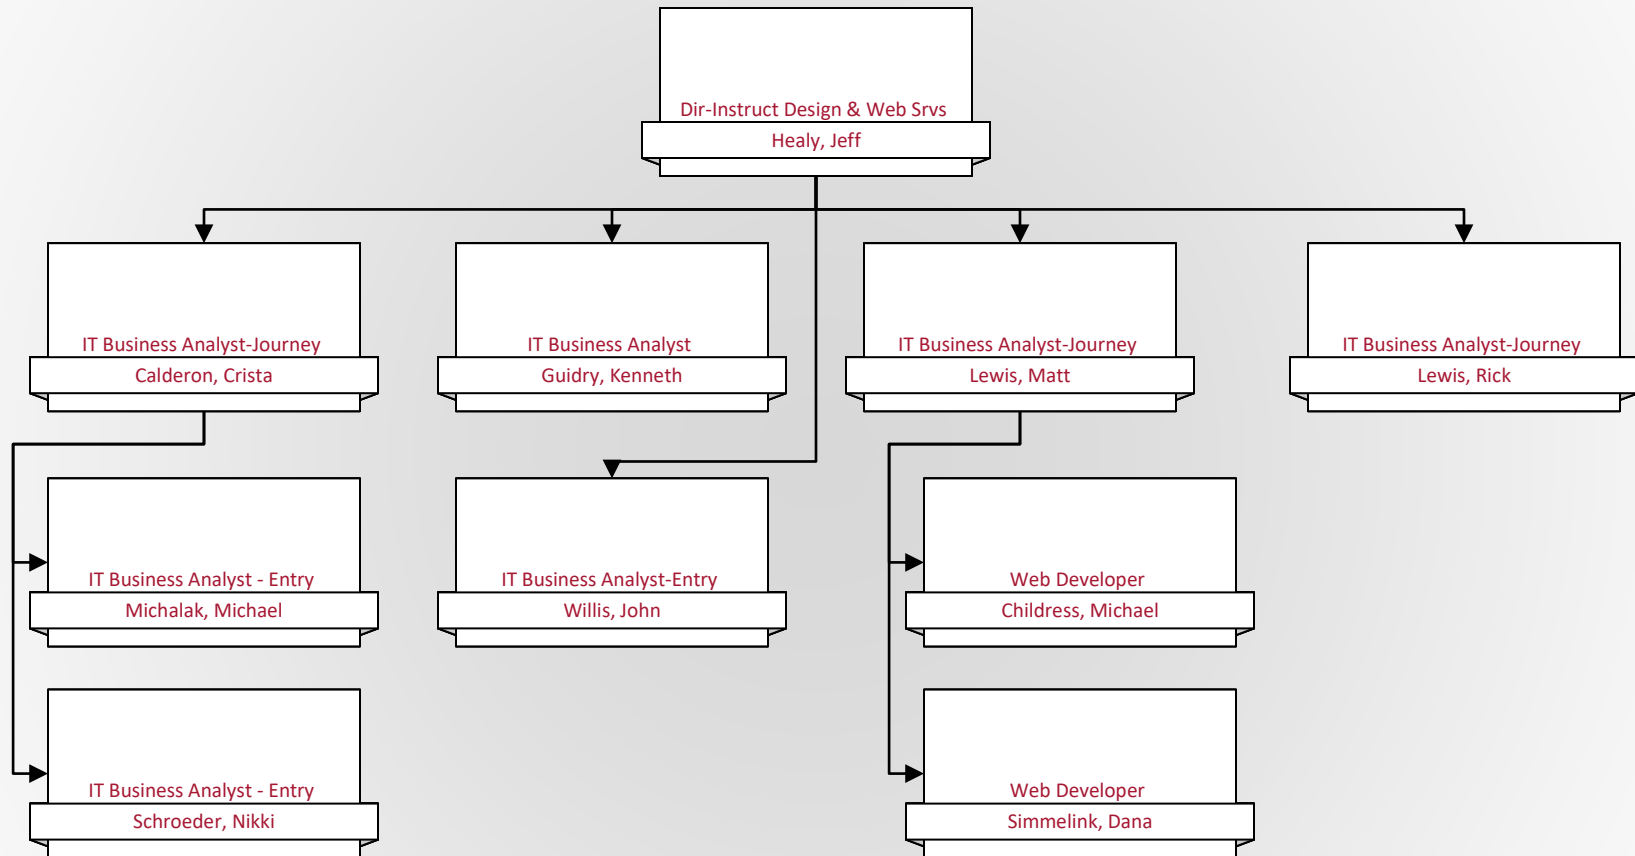 Dir-Instruct Design & Web Srvs
Healy, Jeff
IT Business Analyst-Journey
Calderon, Crista
IT Business Analyst
Guidry, Kenneth
IT Business Analyst-Journey
Lewis, Matt
IT Business Analyst-Journey
Lewis, Rick
IT Business Analyst - Entry
Michalak, Michael
IT Business Analyst-Entry
Willis, John
Web Developer
Childress, Michael
IT Business Analyst - Entry
Schroeder, Nikki
Web Developer
Simmelink, Dana